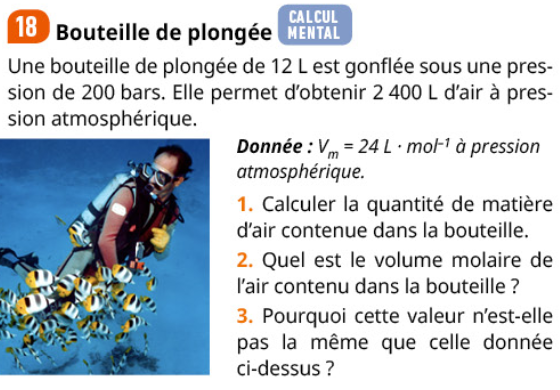 18 Bouteille de plongée CALCUL MENTAL
Une bouteille de plongée de 12 L est gonflée sous une pres-
sion de 200 bars. Elle permet d'obtenir 2 400 L d'air à pres-
sion atmosphérique.
Donnée : Vₘ = 24 L · mol⁻¹ à pression
atmosphérique.
1. Calculer la quantité de matière
d'air contenue dans la bouteille.
2. Quel est le volume molaire de
l'air contenu dans la bouteille ?
3. Pourquoi cette valeur n'est-elle
pas la même que celle donnée
ci-dessus ?